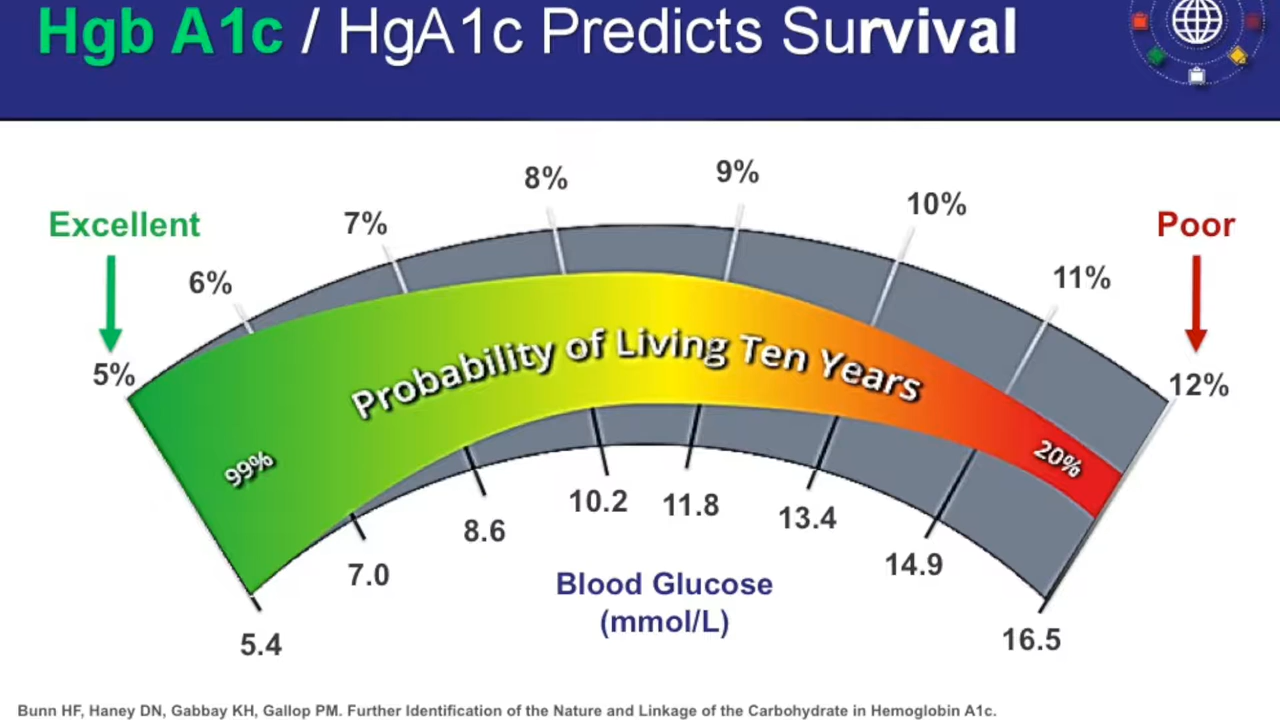 Hgb A1c / HgA1c Predicts Survival
8%
9%
Excellent
7%
10%
Poor
6%
11%
5%
12%
Probability of Living Ten Years
99%
20%
10.2
11.8
8.6
13.4
7.0
14.9
Blood Glucose
(mmol/L)
5.4
16.5
Bunn HF, Haney DN, Gabbay KH, Gallop PM. Further Identification of the Nature and Linkage of the Carbohydrate in Hemoglobin A1c.